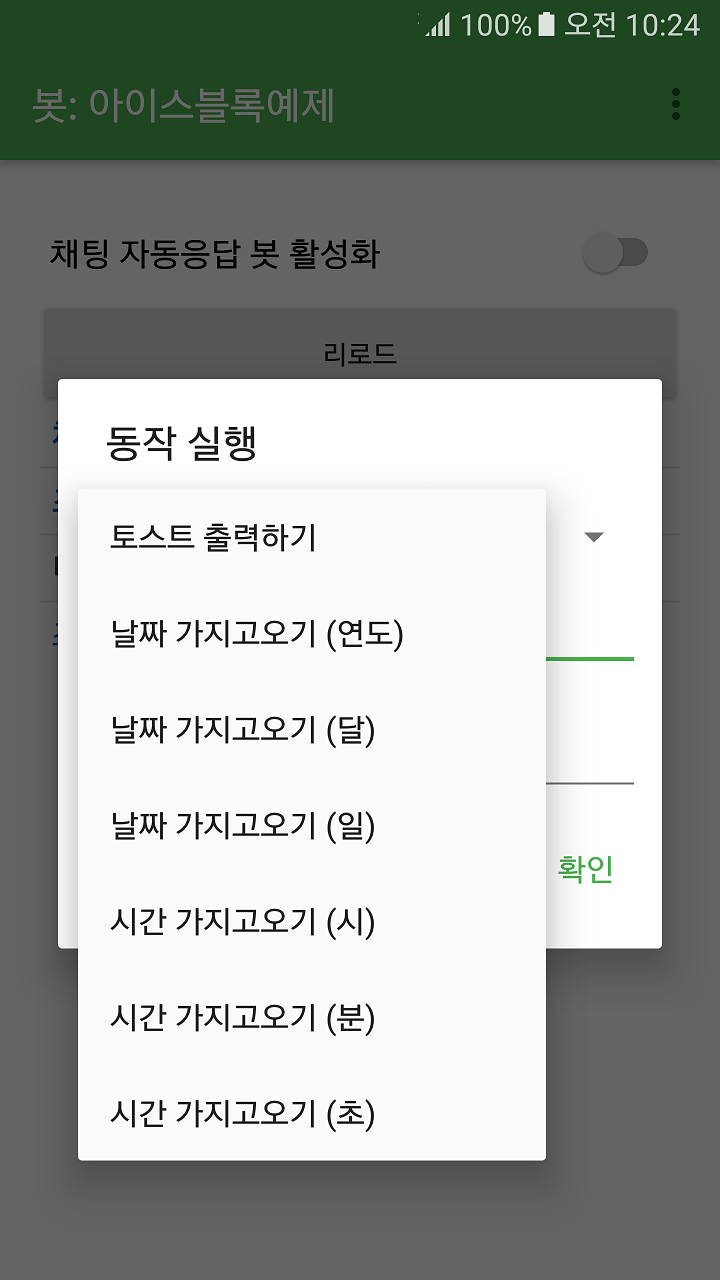 100% 오전 10:24
봇: 아이스블록예제
채팅 자동응답 봇 활성화
리로드
동작 실행
토스트 출력하기
날짜 가지고오기 (연도)
날짜 가지고오기 (달)
날짜 가지고오기 (일)
확인
시간 가지고오기 (시)
시간 가지고오기 (분)
시간 가지고오기 (초)